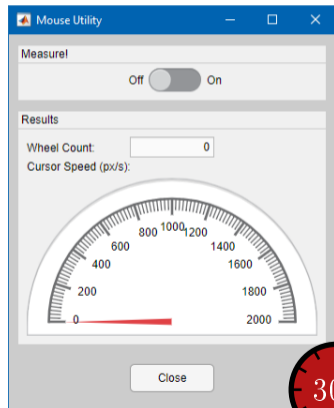 Mouse Utility
Measure!
Off On
Results
Wheel Count: 0
Cursor Speed (px/s):
0 200 400 600 800 1000 1200 1400 1600 1800 2000
Close